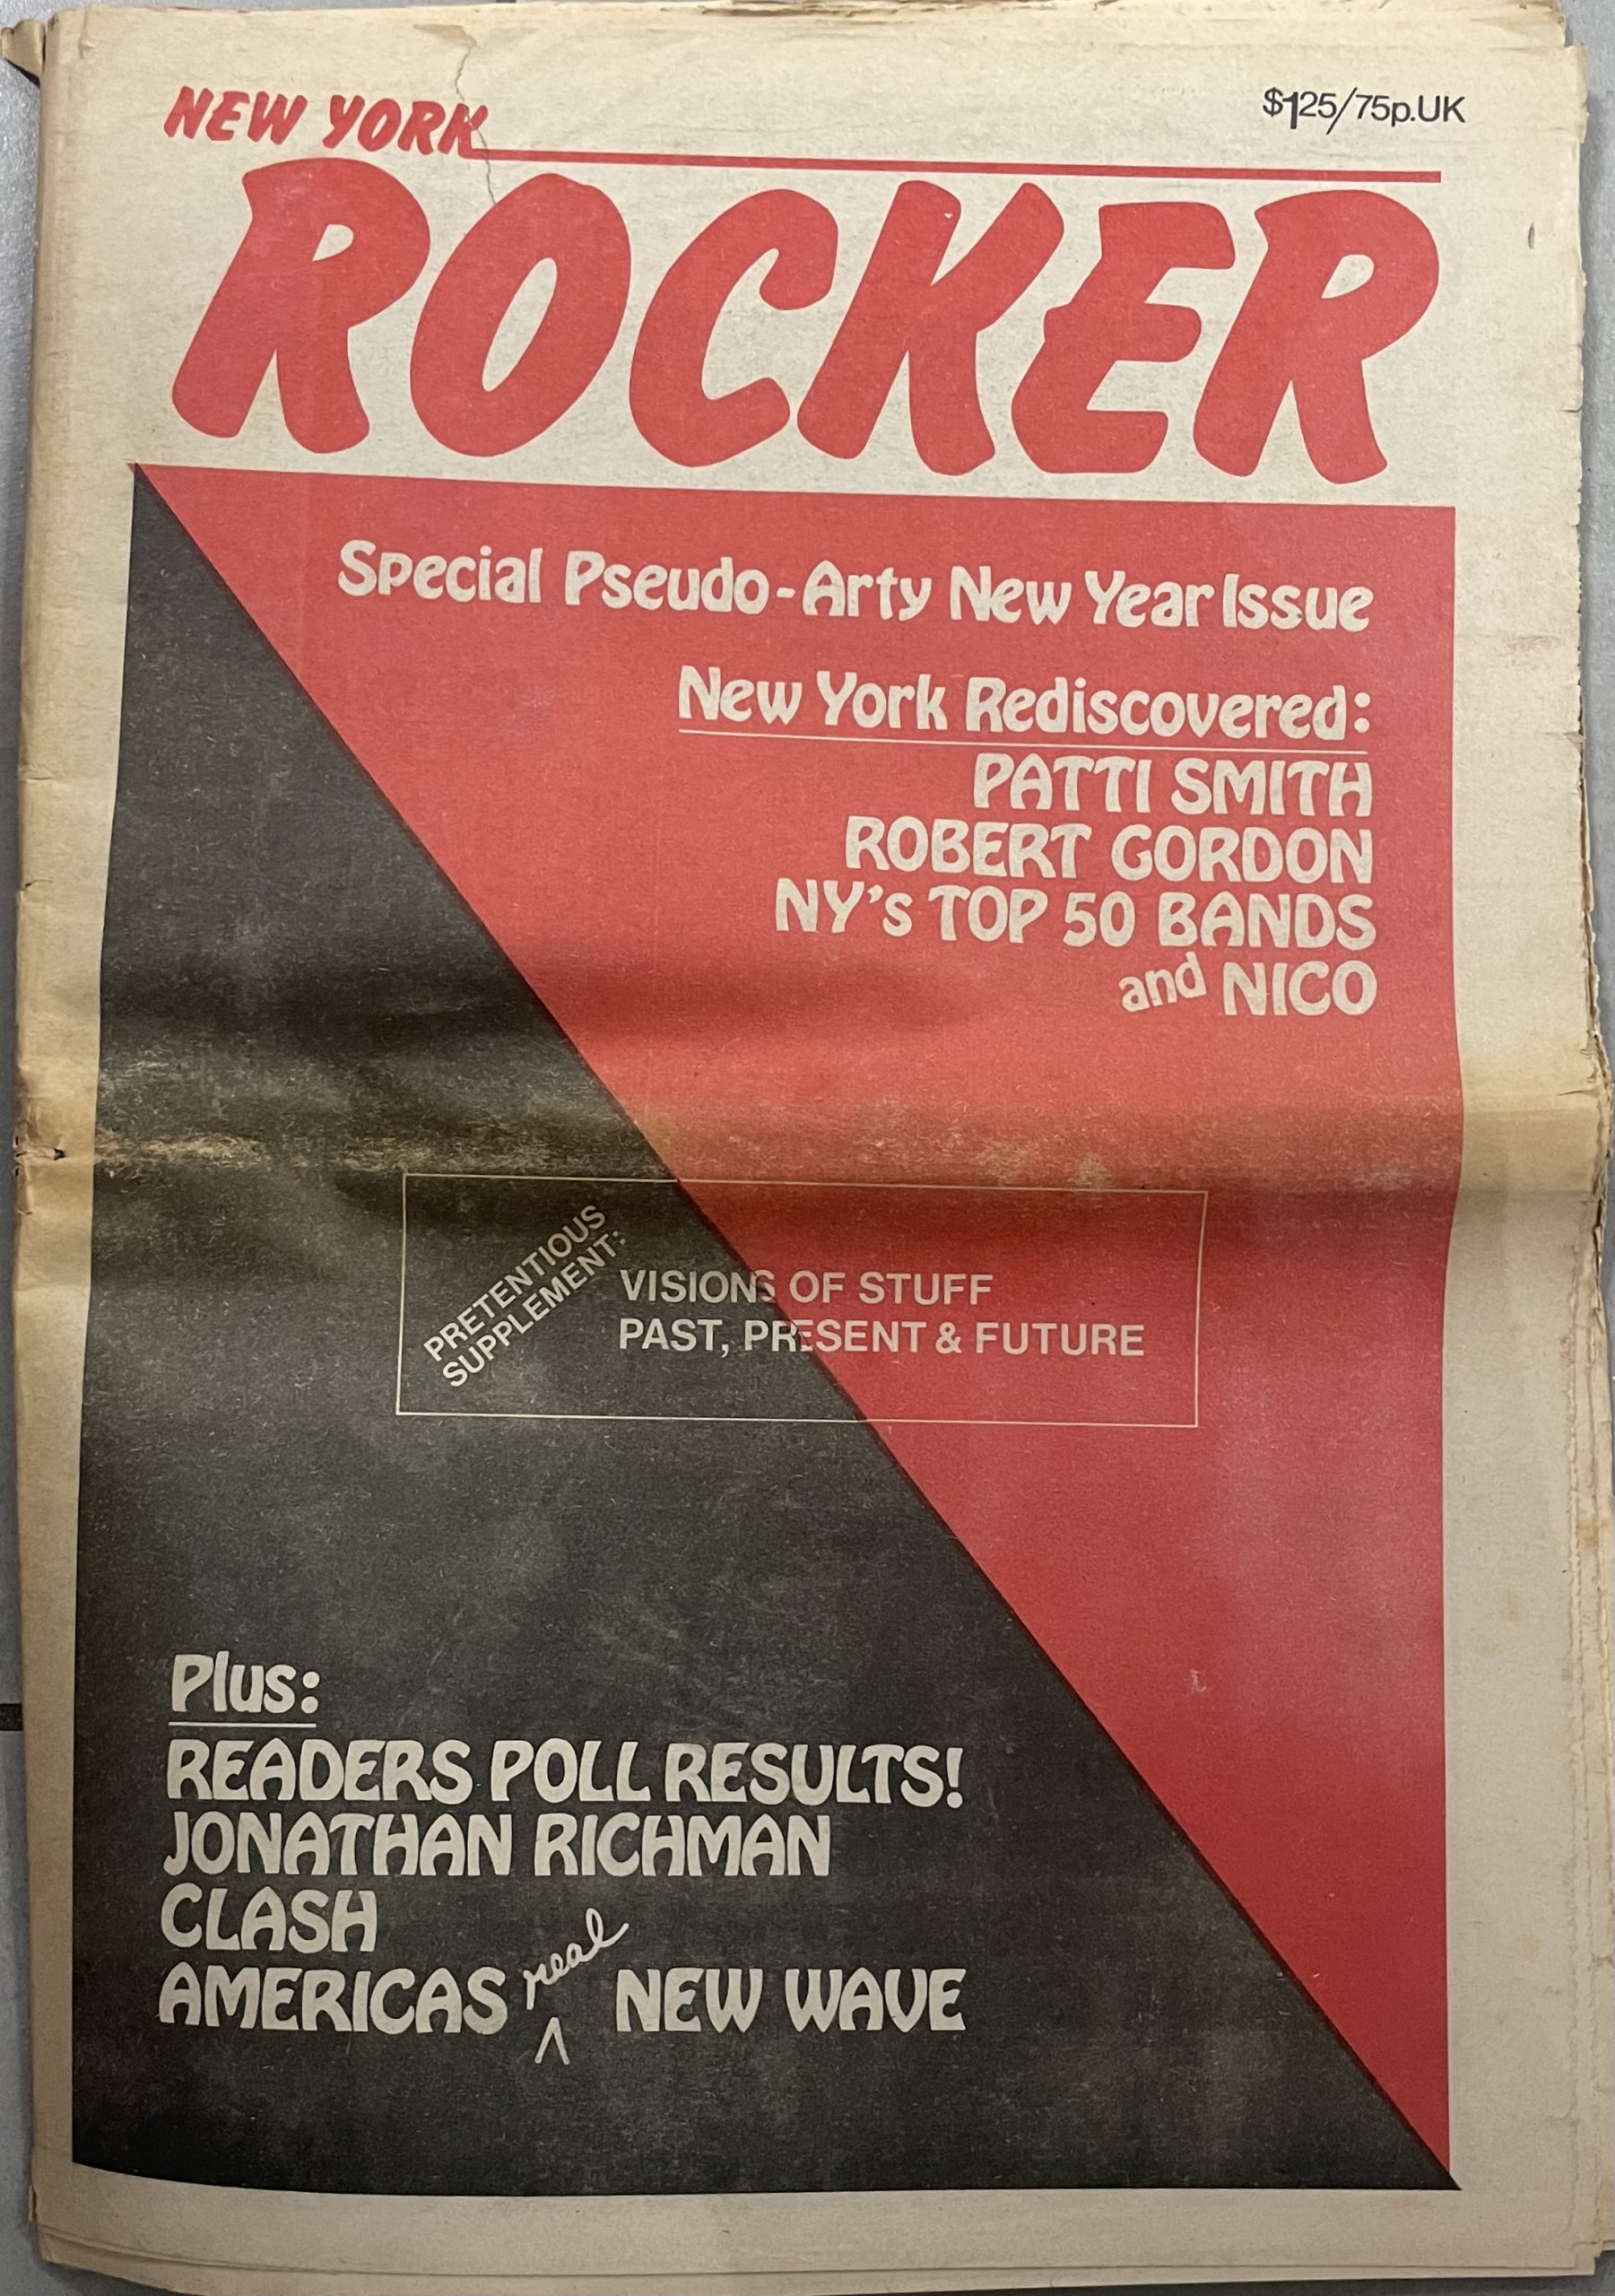 NEW YORK
$125/75p.UK
ROCKER
Special Pseudo-Arty New Year Issue
New York Rediscovered:
PATTI SMITH
ROBERT GORDON
NY's TOP 50 BANDS
and NICO
PRETENTIOUS
SUPPLEMENT:
VISIONS OF STUFF
PAST, PRESENT & FUTURE
Plus:
READERS POLL RESULTS!
JONATHAN RICHMAN
CLASH
AMERICAS real NEW WAVE